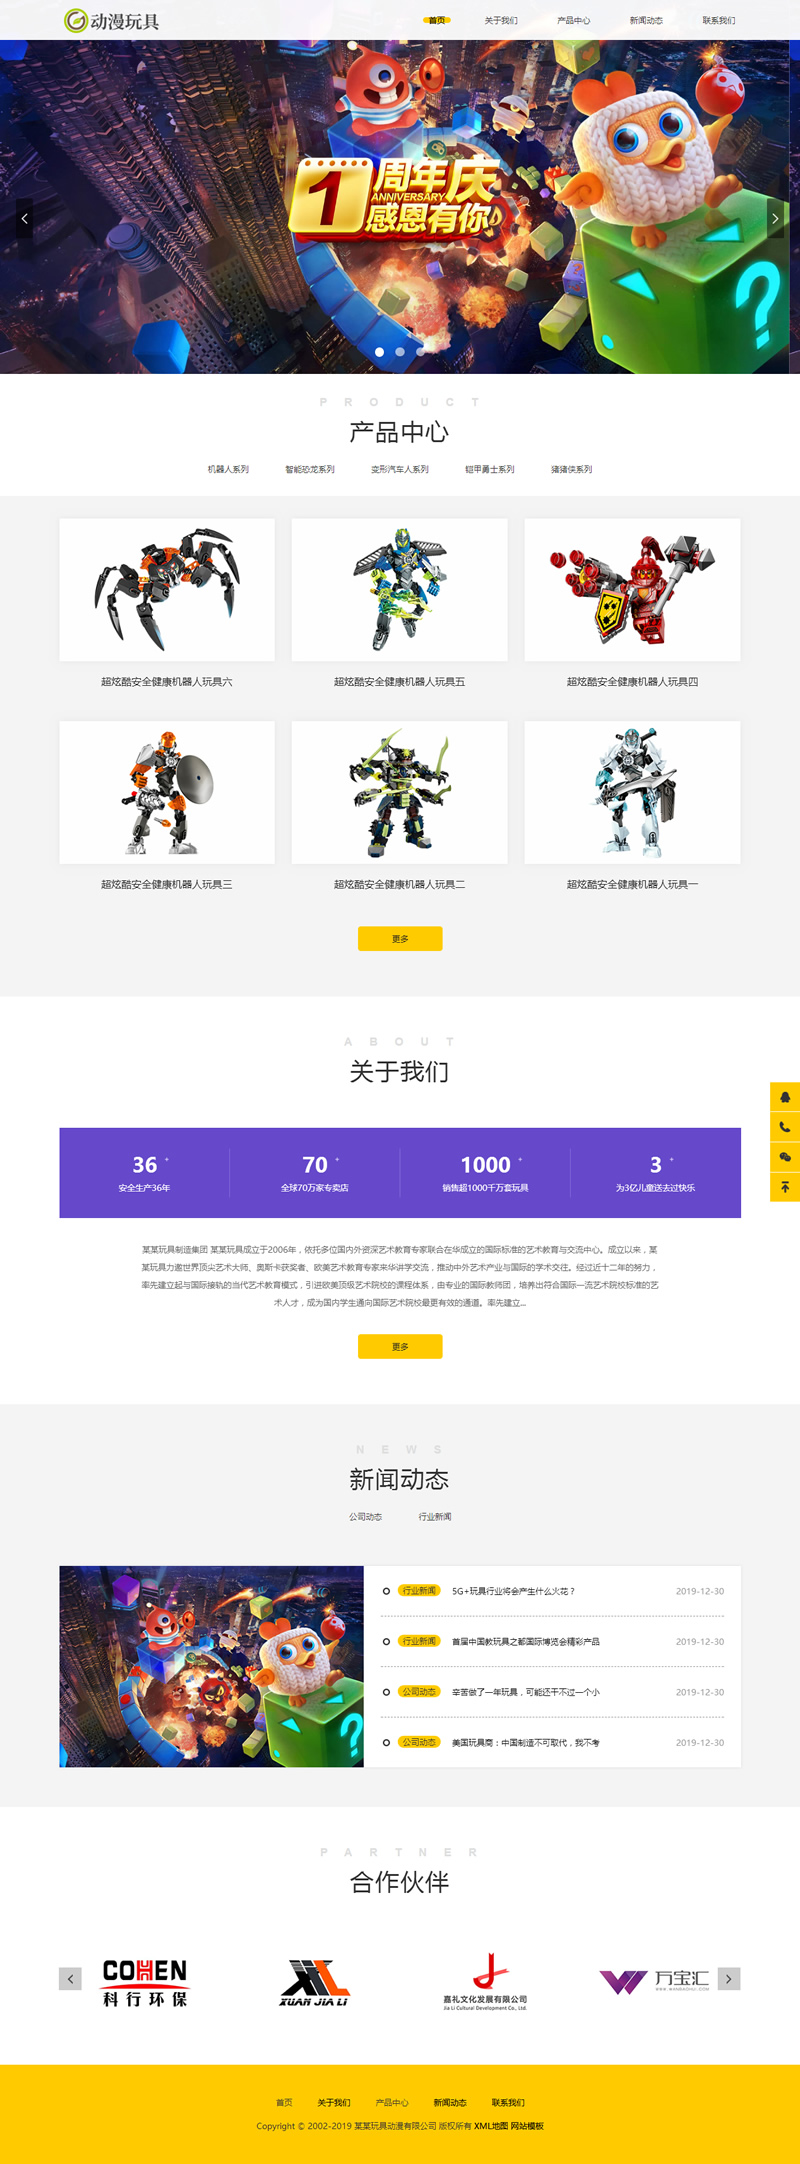 动漫玩具
首页 关于我们 产品中心 新闻动态 联系我们
1 周年庆
ANNIVERSARY
感恩有你
?
PRODUCT
产品中心
机器人系列 智能恐龙系列 变形汽车人系列 铠甲勇士系列 猪猪侠系列
超炫酷安全健康机器人玩具六 超炫酷安全健康机器人玩具五 超炫酷安全健康机器人玩具四
超炫酷安全健康机器人玩具三 超炫酷安全健康机器人玩具二 超炫酷安全健康机器人玩具一
更多
ABOUT
关于我们
36 + 70 + 1000 + 3 +
安全生产36年 全球70万家专卖店 销售超1000千万套玩具 为3亿儿童送去过快乐
某某玩具制造集团 某某玩具成立于2006年，依托多位国内外资深艺术教育专家联合在华成立的国际标准的艺术教育与交流中心。成立以来，某
某玩具力邀世界顶尖艺术大师、奥斯卡获奖者、欧美艺术教育专家来华讲学交流，推动中外艺术产业与国际的学术交往。经过近十二年的努力，
率先建立起与国际接轨的当代艺术教育模式，引进欧美顶级艺术院校的课程体系，由专业的国际教师团，培养出符合国际一流艺术院校标准的艺
术人才，成为国内学生通向国际艺术院校最更有效的通道。率先建立...
更多
NEWS
新闻动态
公司动态 行业新闻
行业新闻 5G+玩具行业将会产生什么火花？ 2019-12-30
行业新闻 首届中国教玩具之都国际博览会精彩产品 2019-12-30
公司动态 辛苦做了一年玩具，可能还干不过一个小 2019-12-30
公司动态 美国玩具商：中国制造不可取代，我不考 2019-12-30
?
PARTNER
合作伙伴
COHEN
科行环保
XUAN JIA LI
嘉礼文化发展有限公司
Jia Li Cultural Development Co., Ltd.
万宝汇
首页 关于我们 产品中心 新闻动态 联系我们
Copyright © 2002-2019 某某玩具动漫有限公司 版权所有 XML地图 网站模板